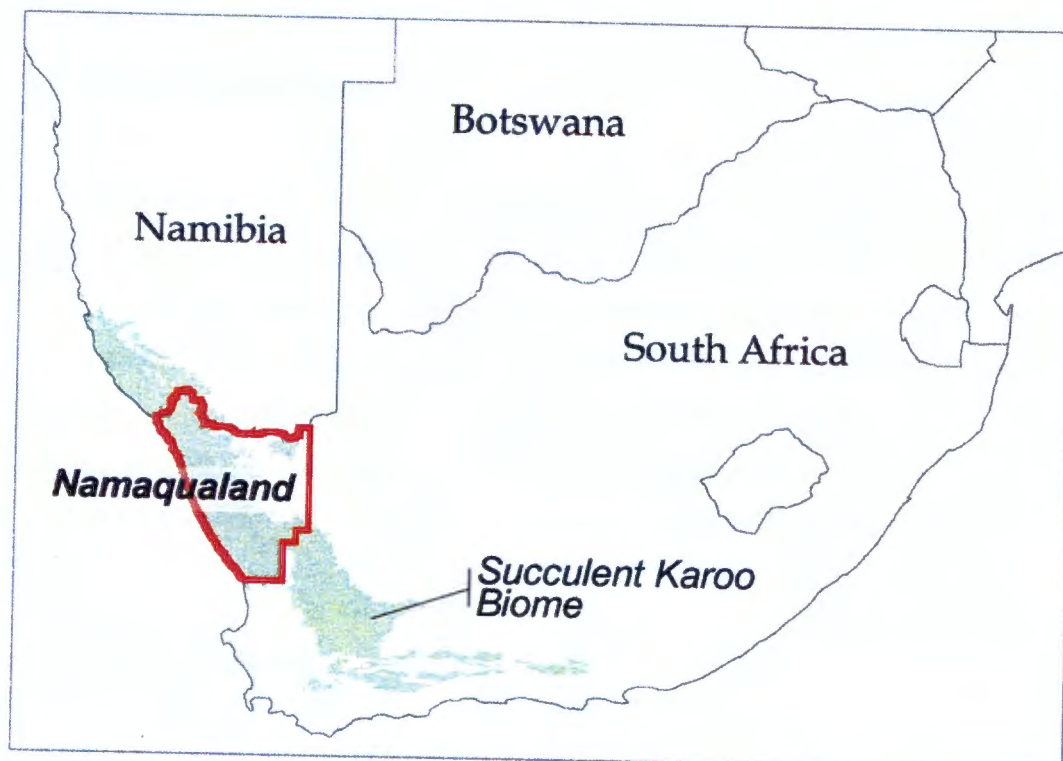 Botswana
Namibia
South Africa
Namaqualand
Succulent Karoo
Biome